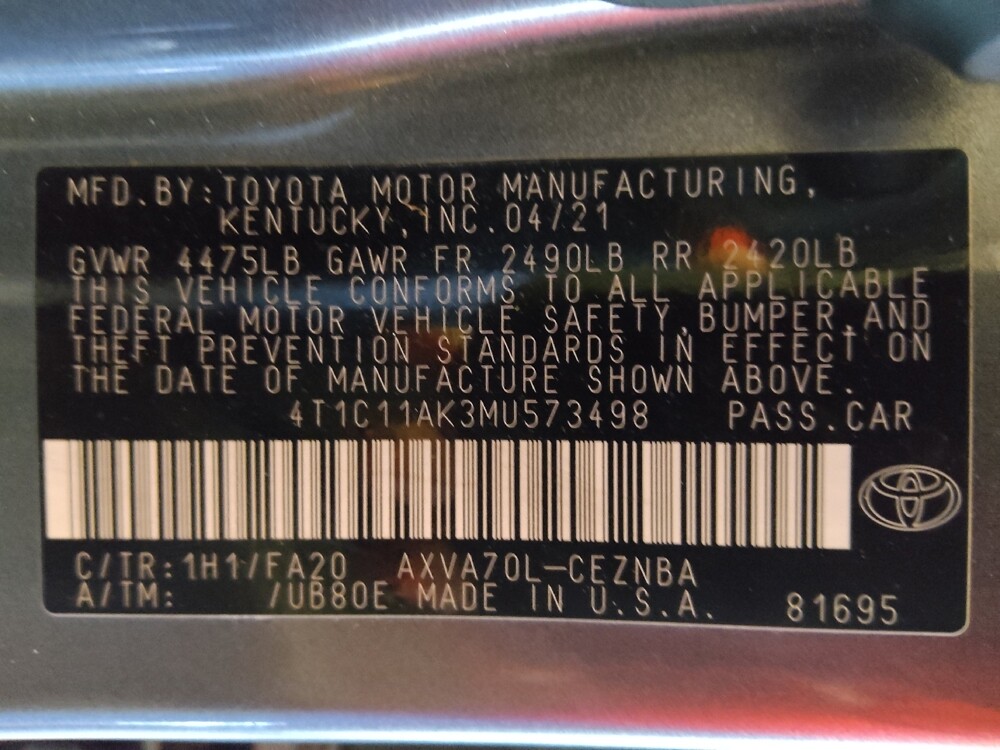 MFD.BY:TOYOTA MOTOR MANUFACTURING,
KENTUCKY,INC.04/21
GVWR 4475LB GAWR FR 2490LB RR 2420LB
THIS VEHICLE CONFORMS TO ALL APPLICABLE
FEDERAL MOTOR VEHICLE SAFETY,BUMPER,AND
THEFT PREVENTION STANDARDS IN EFFECT ON
THE DATE OF MANUFACTURE SHOWN ABOVE.
4T1C11AK3MU573498 PASS.CAR
C/TR:1H1/FA20 AXVA70L-CEZNBA
A/TM: /UB80E MADE IN U.S.A. 81695